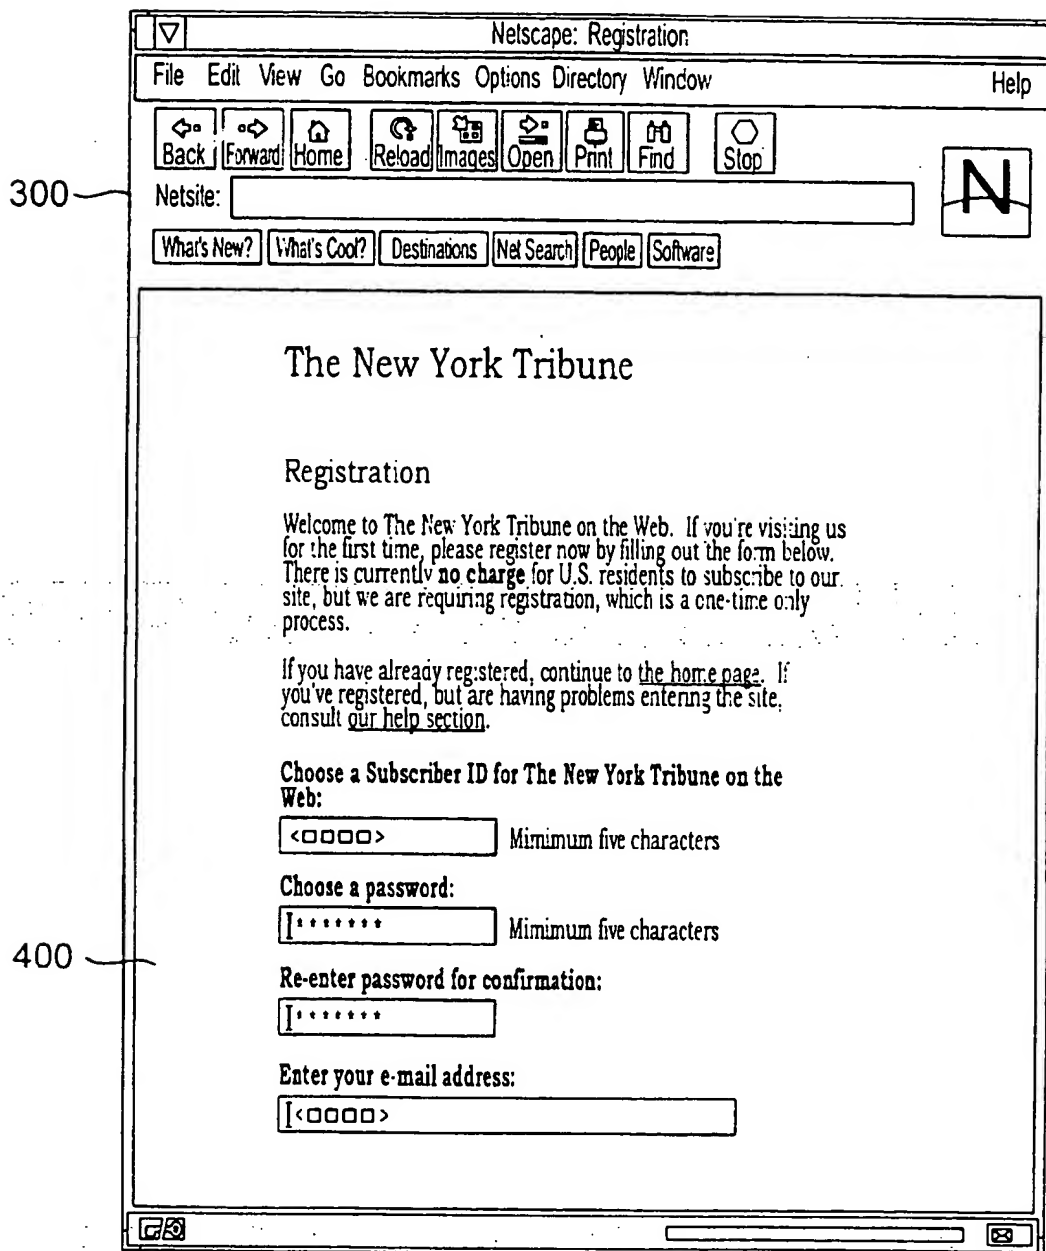 Netscape: Registration
File Edit View Go Bookmarks Options Directory Window Help
Back Forward Home Reload Images Open Print Find Stop
N
300
Netsite:
What's New? What's Cool? Destinations Net Search People Software
The New York Tribune
Registration
Welcome to The New York Tribune on the Web. If you're visiting us
for the first time, please register now by filling out the form below.
There is currently no charge for U.S. residents to subscribe to our
site, but we are requiring registration, which is a one-time only
process.
If you have already registered, continue to the home page. If
you've registered, but are having problems entering the site,
consult our help section.
Choose a Subscriber ID for The New York Tribune on the
Web:
<□□□□> Mimimum five characters
Choose a password:
******* Mimimum five characters
400
Re-enter password for confirmation:
*******
Enter your e-mail address:
<□□□□>